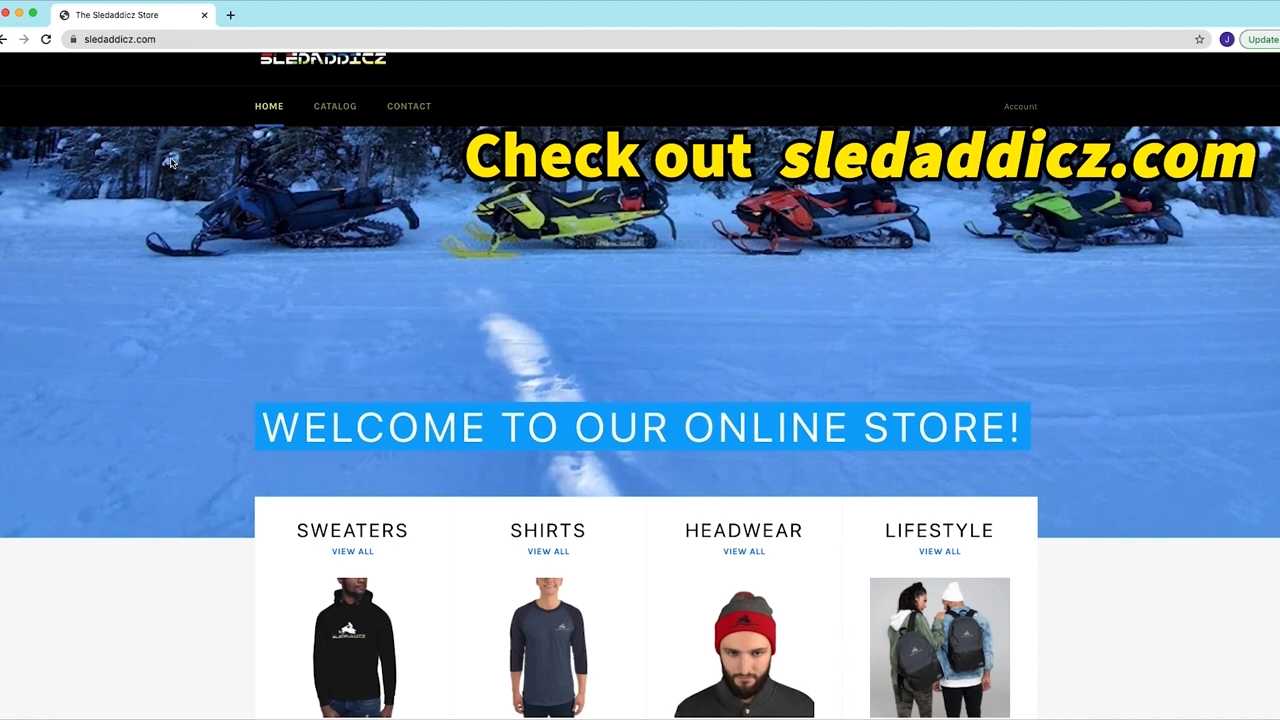 The Sledaddicz Store
sledaddicz.com
J
Update
SLEDADDICZ
HOME CATALOG CONTACT Account
Check out sledaddicz.com
WELCOME TO OUR ONLINE STORE!
SWEATERS SHIRTS HEADWEAR LIFESTYLE
VIEW ALL VIEW ALL VIEW ALL VIEW ALL
SLEDADDICZ